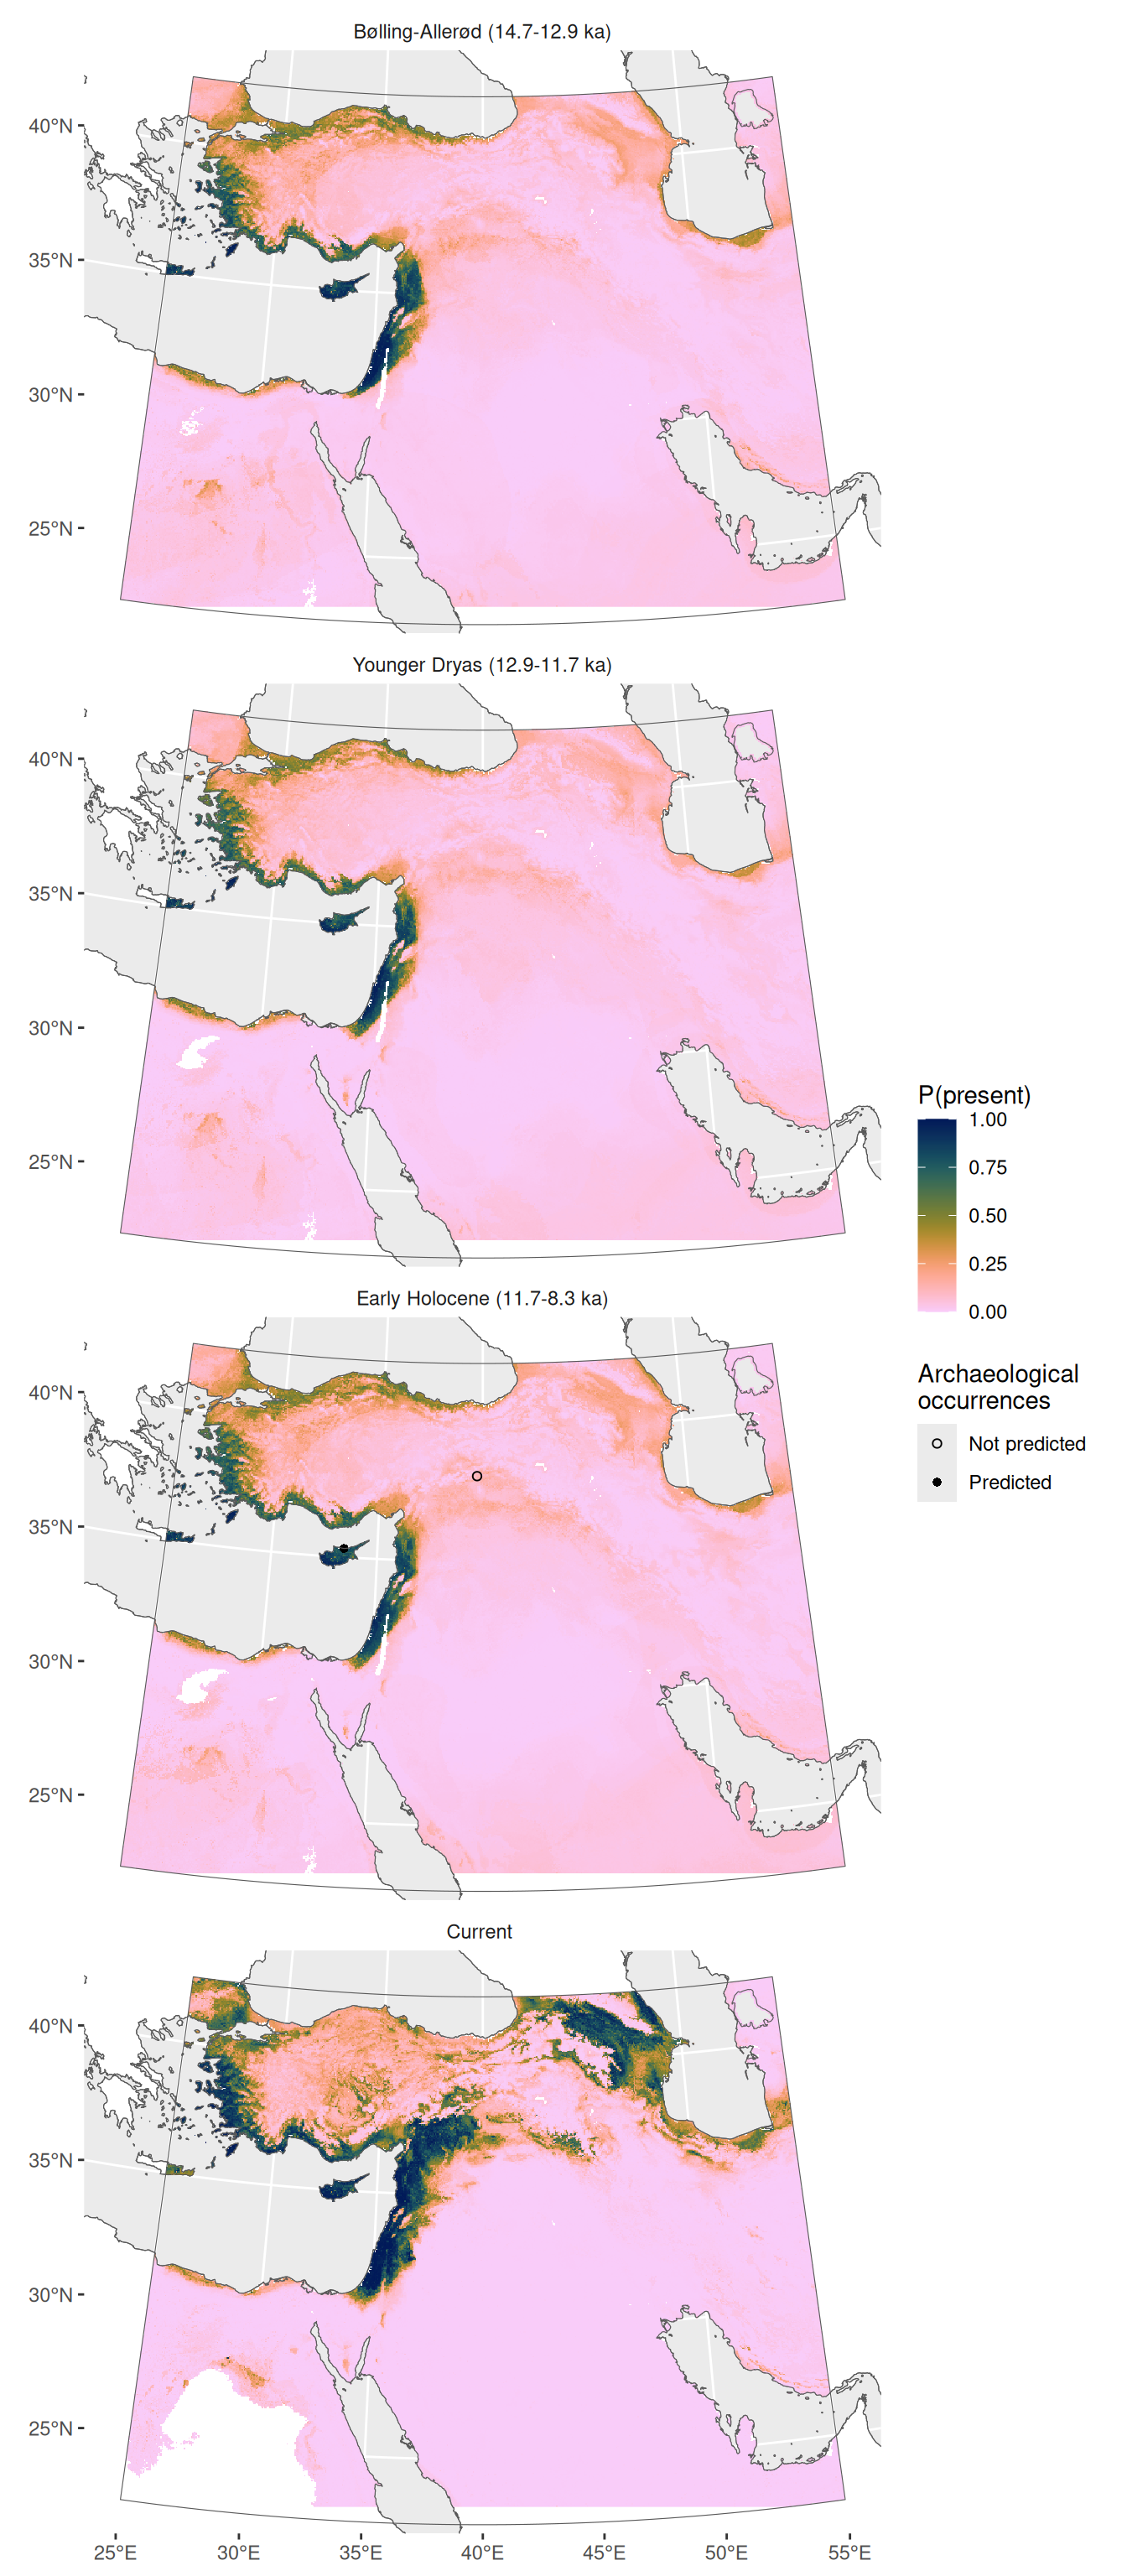 Bølling-Allerød (14.7-12.9 ka)
40°N
35°N
30°N
25°N
Younger Dryas (12.9-11.7 ka)
40°N
35°N
30°N
25°N
P(present)
1.00
0.75
0.50
0.25
0.00
Early Holocene (11.7-8.3 ka)
Archaeological
occurrences
Not predicted
Predicted
40°N
35°N
30°N
25°N
Current
40°N
35°N
30°N
25°N
25°E 30°E 35°E 40°E 45°E 50°E 55°E